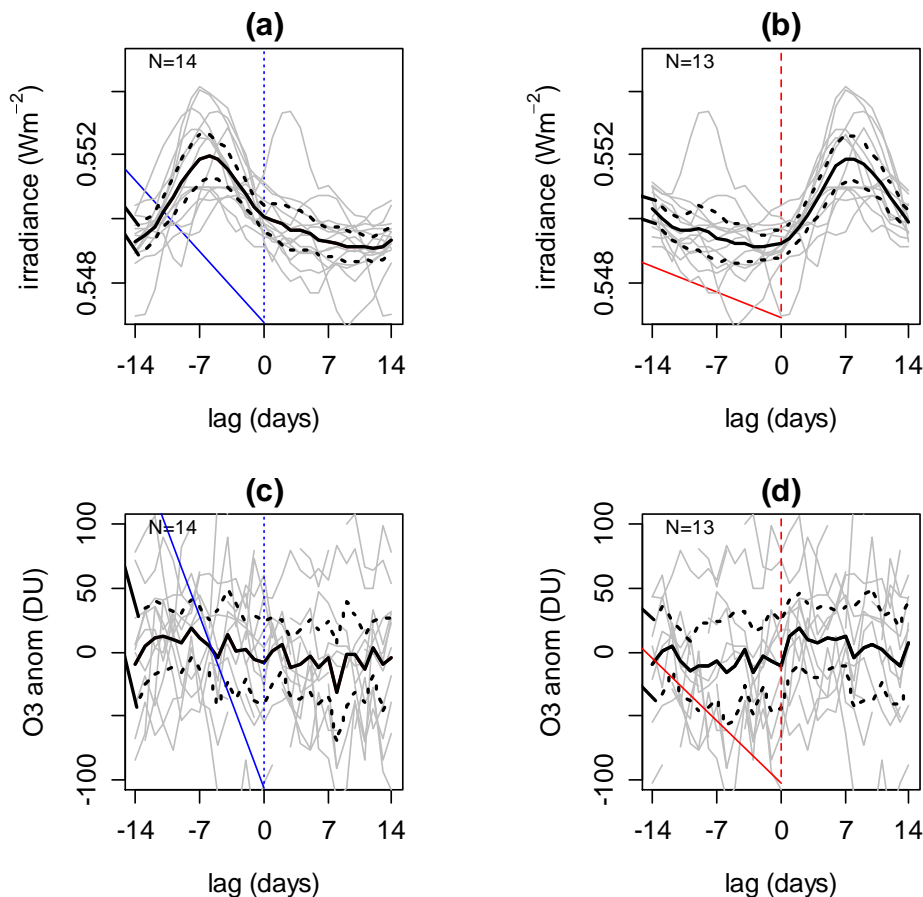 (a)
N=14
irradiance (Wm⁻²)
0.552
0.548
-14 -7 0 7 14
lag (days)
(b)
N=13
irradiance (Wm⁻²)
0.552
0.548
-14 -7 0 7 14
lag (days)
(c)
N=14
O3 anom (DU)
100
50
0
-100
-14 -7 0 7 14
lag (days)
(d)
N=13
O3 anom (DU)
100
50
0
-100
-14 -7 0 7 14
lag (days)